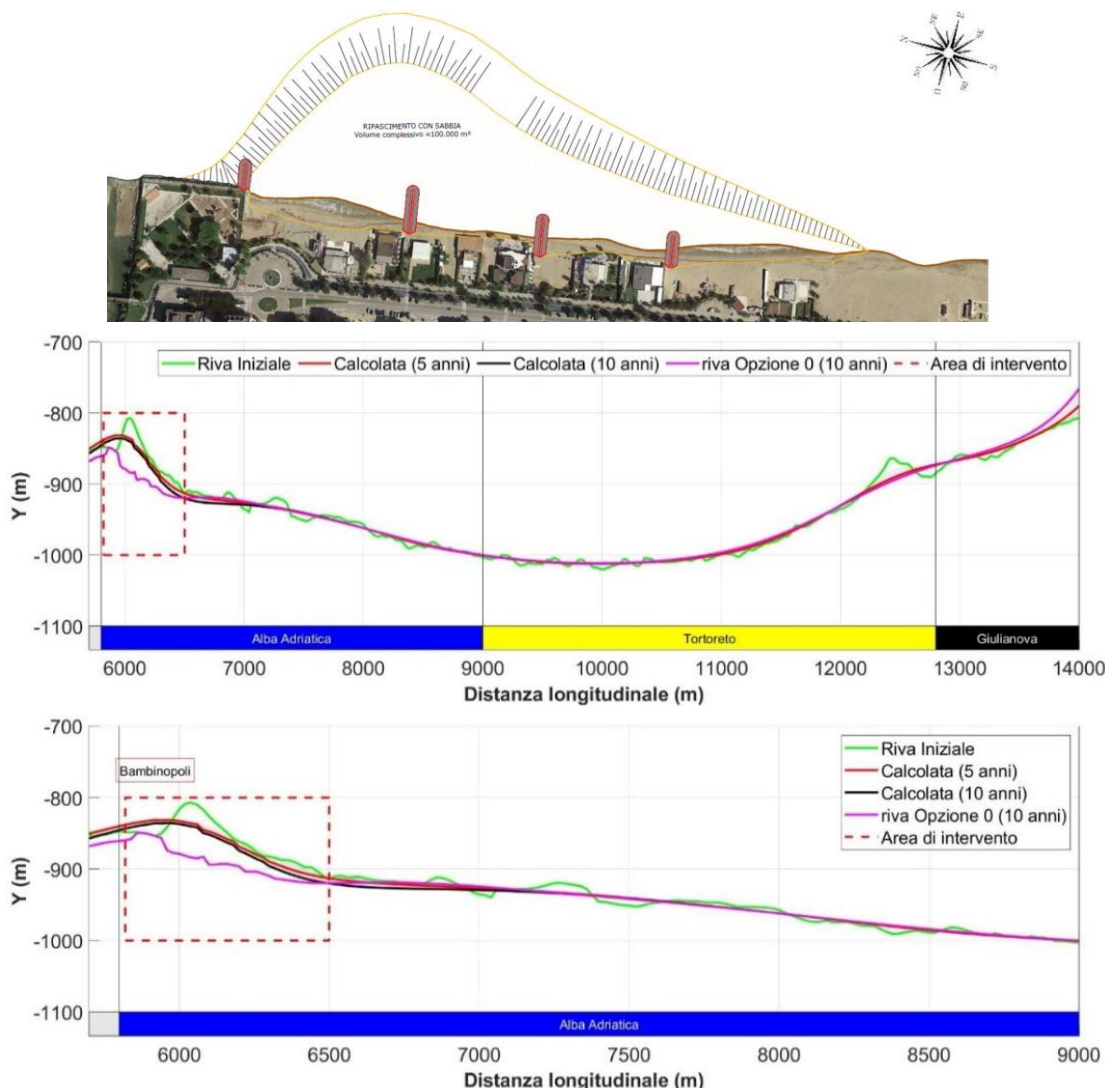 N
NE
E
SE
S
SO
O
NO
RIPASCIMENTO CON SABBIA
Volume complessivo =100.000 m³
Riva Iniziale
Calcolata (5 anni)
Calcolata (10 anni)
riva Opzione 0 (10 anni)
Area di intervento
-700
-800
-900
-1000
-1100
Y (m)
Alba Adriatica
Tortoreto
Giulianova
6000
7000
8000
9000
10000
11000
12000
13000
14000
Distanza longitudinale (m)
-700
-800
-900
-1000
-1100
Y (m)
Bambinopoli
Riva Iniziale
Calcolata (5 anni)
Calcolata (10 anni)
riva Opzione 0 (10 anni)
Area di intervento
Alba Adriatica
6000
6500
7000
7500
8000
8500
9000
Distanza longitudinale (m)